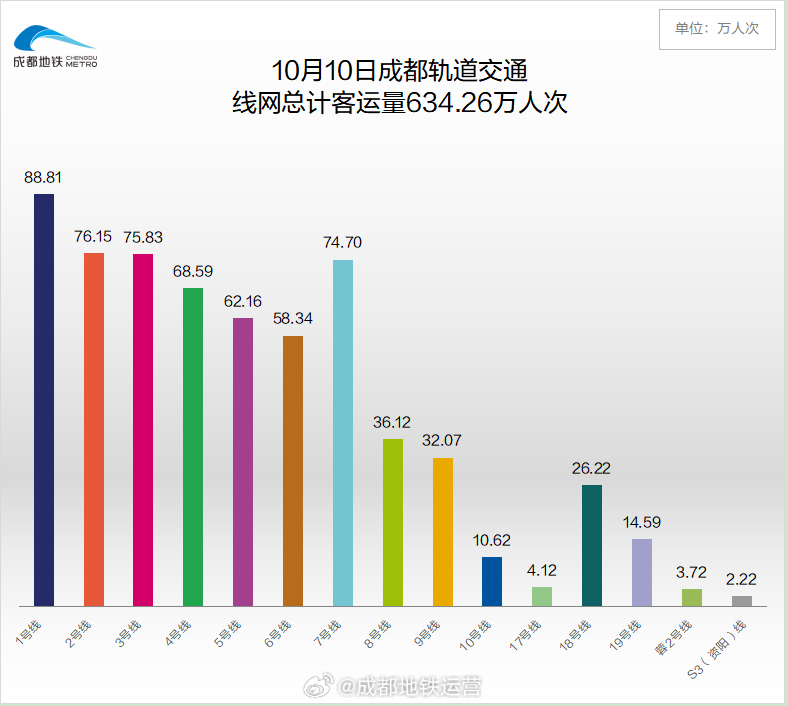 成都地铁 CHENGDU METRO
单位：万人次
10月10日成都轨道交通
线网总计客运量634.26万人次
88.81
76.15
75.83
68.59
62.16
58.34
74.70
36.12
32.07
10.62
4.12
26.22
14.59
3.72
2.22
1号线
2号线
3号线
4号线
5号线
6号线
7号线
8号线
9号线
10号线
17号线
18号线
19号线
蓉2号线
S3（资阳）线
@成都地铁运营